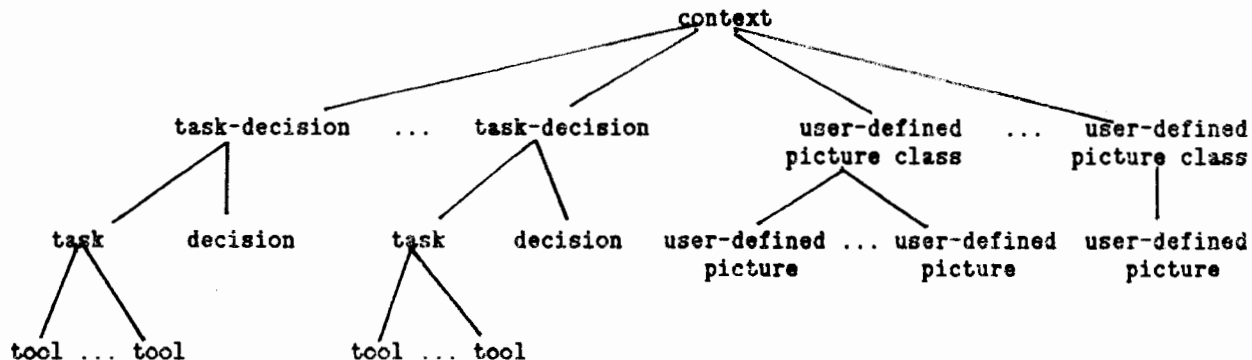 context
task-decision ... task-decision user-defined ... user-defined
picture class picture class
task decision task decision user-defined ... user-defined user-defined
picture picture picture
tool ... tool tool ... tool